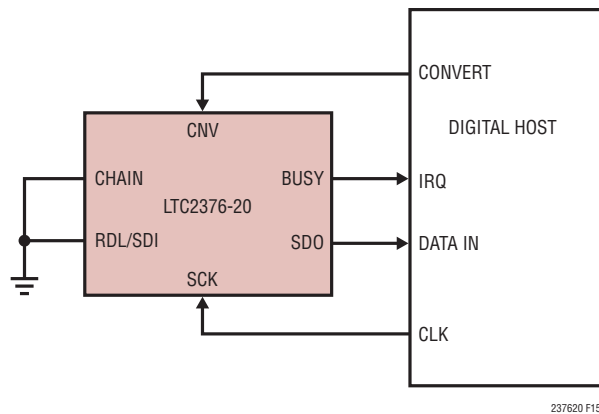 CONVERT
CNV
DIGITAL HOST
CHAIN
BUSY
IRQ
LTC2376-20
RDL/SDI
SDO
DATA IN
SCK
CLK
237620 F15